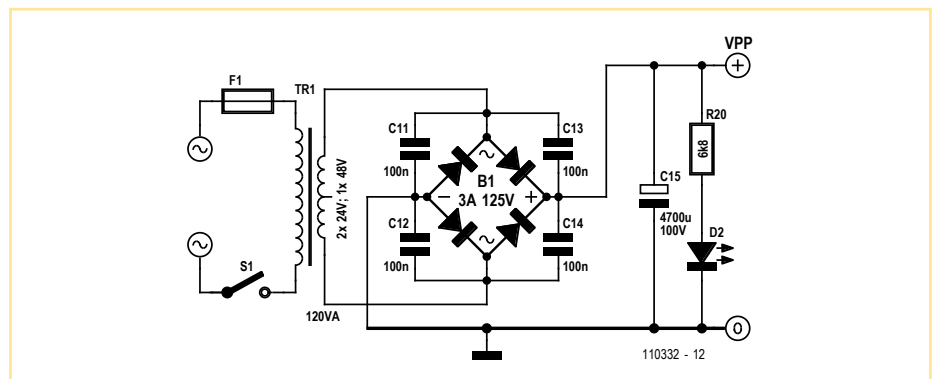 VPP
F1
TR1
R20
C11
C13
6k8
2x 24V; 1x 48V
100n
B1
100n
C15
3A 125V
4700u
100V
C12
C14
D2
S1
100n
100n
120VA
110332 - 12